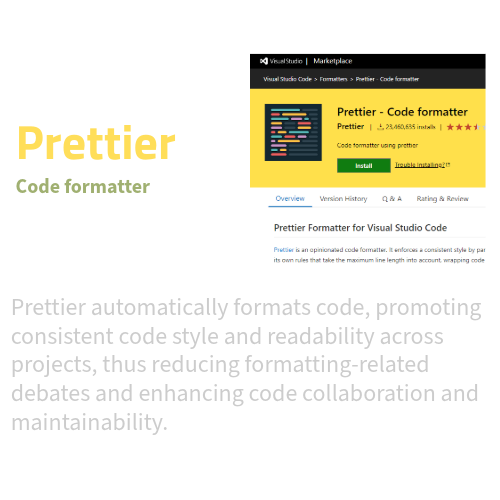 Visual Studio | Marketplace
Visual Studio Code > Formatters > Prettier - Code formatter
Prettier - Code formatter
Prettier | 23,460,635 installs |
Code formatter using prettier
Install Trouble Installing?
Overview Version History Q & A Rating & Review
Prettier Formatter for Visual Studio Code
Prettier is an opinionated code formatter. It enforces a consistent style by par
its own rules that take the maximum line length into account, wrapping code
Prettier
Code formatter
Prettier automatically formats code, promoting
consistent code style and readability across
projects, thus reducing formatting-related
debates and enhancing code collaboration and
maintainability.